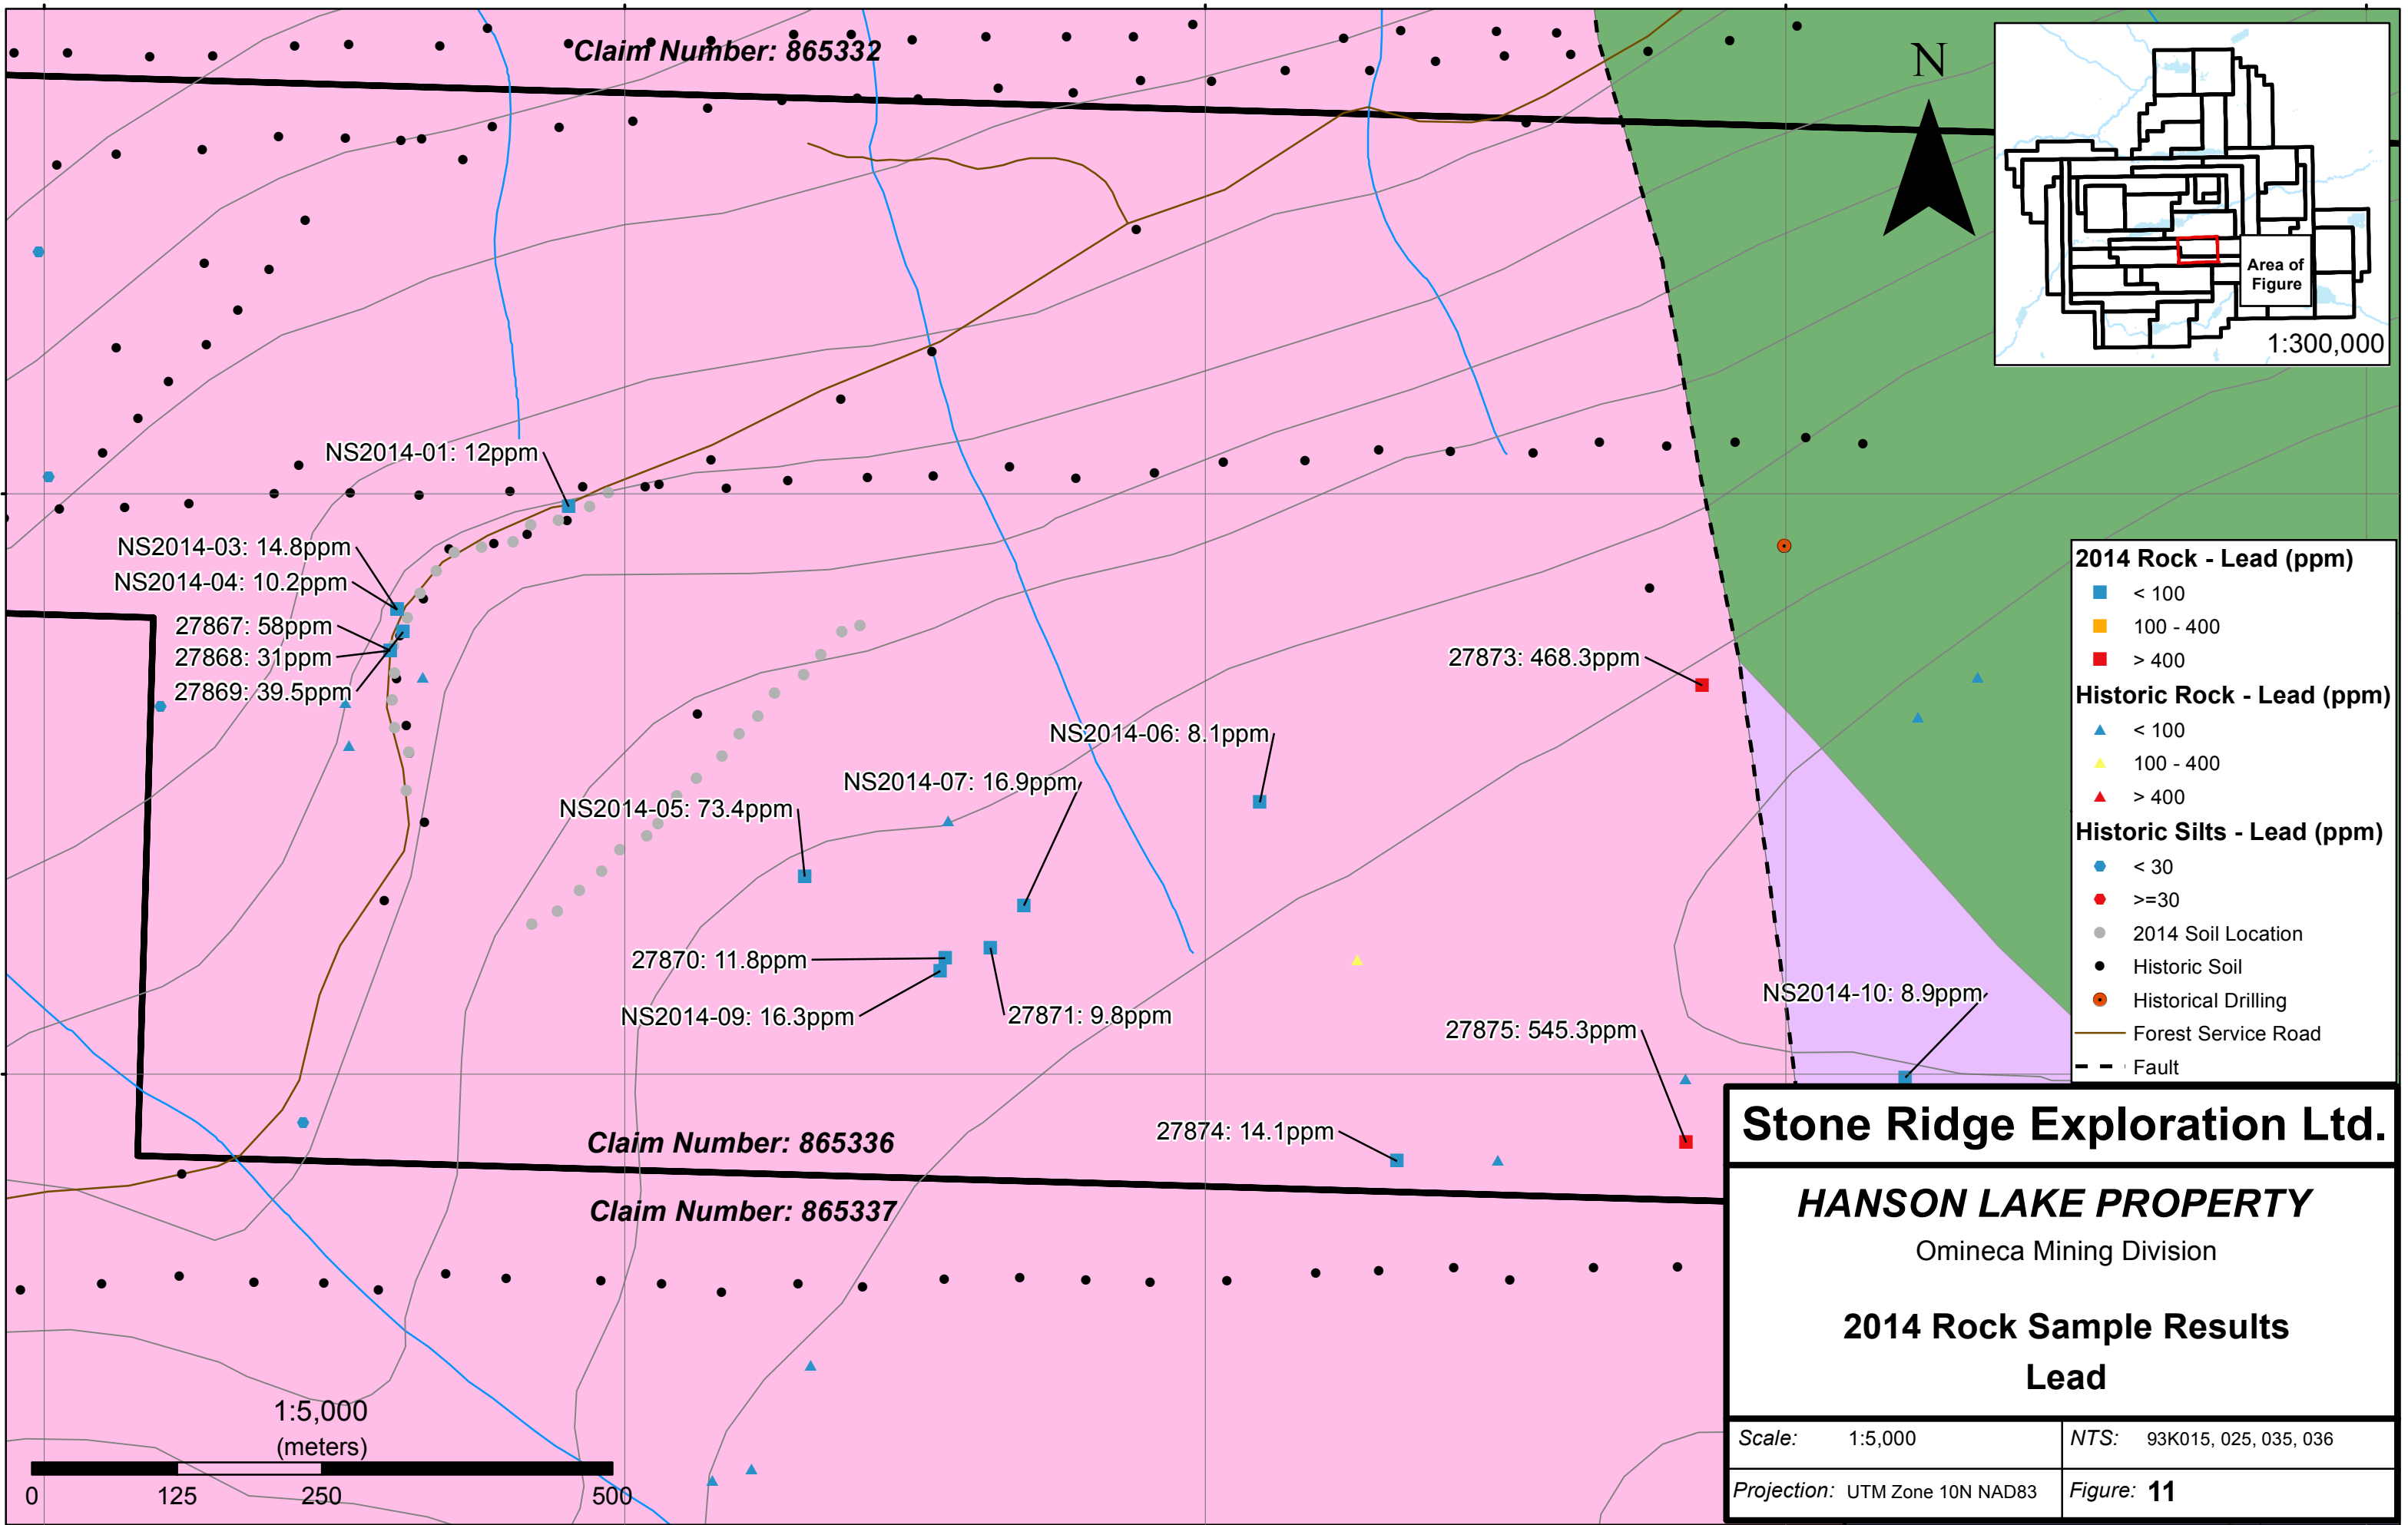 Claim Number: 865332
N
Area of
Figure
1:300,000
NS2014-01: 12ppm
NS2014-03: 14.8ppm
NS2014-04: 10.2ppm
27867: 58ppm
27868: 31ppm
27869: 39.5ppm
27873: 468.3ppm
NS2014-06: 8.1ppm
NS2014-07: 16.9ppm
NS2014-05: 73.4ppm
27870: 11.8ppm
NS2014-09: 16.3ppm
27871: 9.8ppm
NS2014-10: 8.9ppm
27875: 545.3ppm
27874: 14.1ppm
Claim Number: 865336
Claim Number: 865337
2014 Rock - Lead (ppm)
< 100
100 - 400
> 400
Historic Rock - Lead (ppm)
< 100
100 - 400
> 400
Historic Silts - Lead (ppm)
< 30
>=30
2014 Soil Location
Historic Soil
Historical Drilling
Forest Service Road
Fault
1:5,000
(meters)
0 125 250 500
Stone Ridge Exploration Ltd.
HANSON LAKE PROPERTY
Omineca Mining Division
2014 Rock Sample Results
Lead
Scale: 1:5,000
NTS: 93K015, 025, 035, 036
Projection: UTM Zone 10N NAD83
Figure: 11